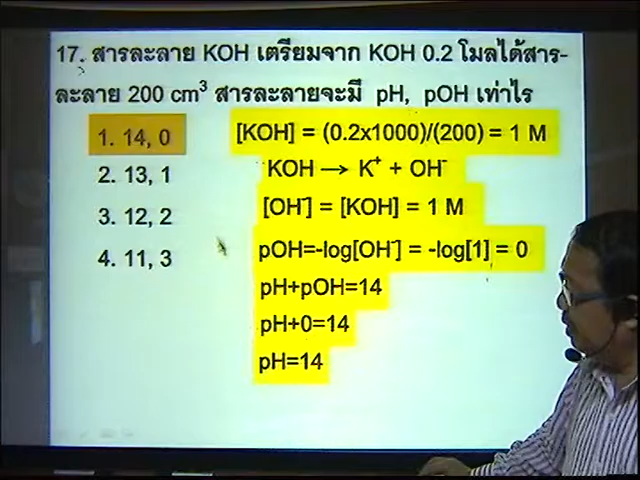 17. สารละลาย KOH เตรียมจาก KOH 0.2 โมลได้สาร-
ละลาย 200 cm³ สารละลายจะมี pH, pOH เท่าไร
1. 14, 0
2. 13, 1
3. 12, 2
4. 11, 3
[KOH] = (0.2x1000)/(200) = 1 M
KOH → K⁺ + OH⁻
[OH⁻] = [KOH] = 1 M
pOH=-log[OH⁻] = -log[1] = 0
pH+pOH=14
pH+0=14
pH=14